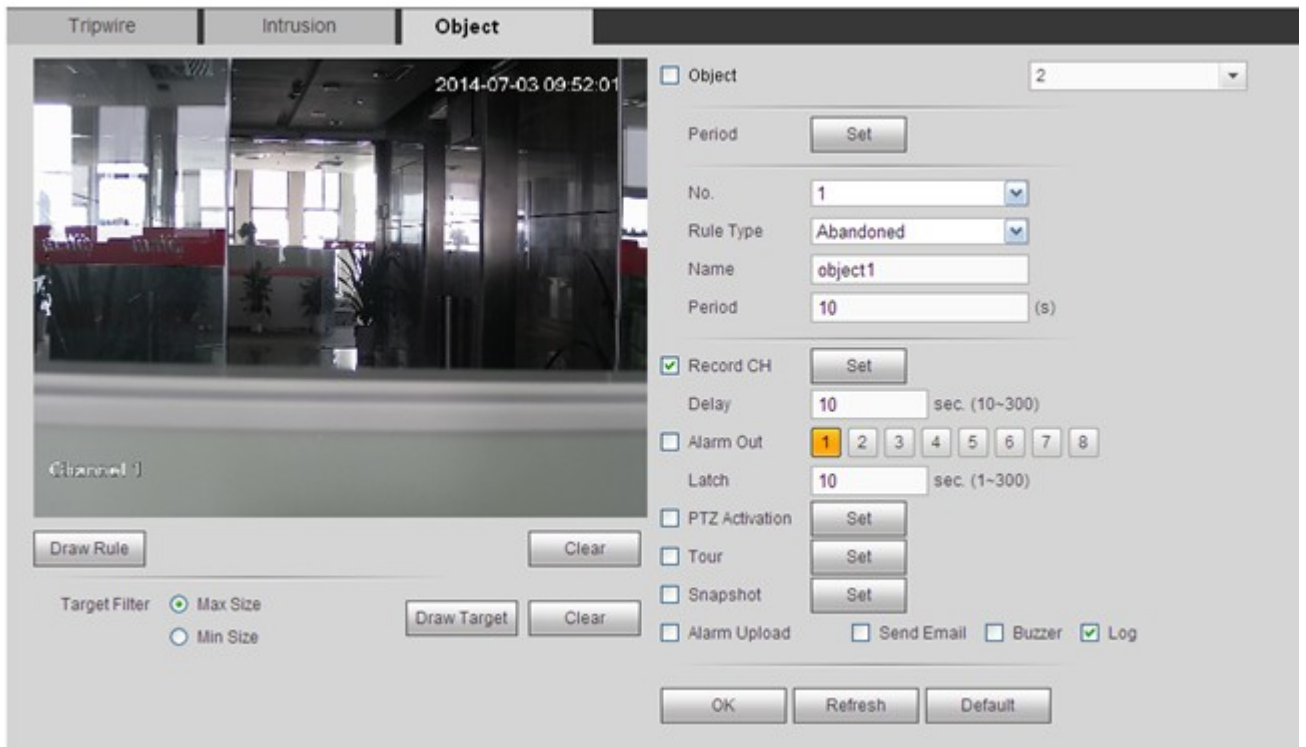 Tripwire Intrusion Object
2014-07-03 09:52:01
Channel 1
Draw Rule Clear
Target Filter Max Size
Min Size
Draw Target Clear
Object 2
Period Set
No. 1
Rule Type Abandoned
Name object1
Period 10 (s)
Record CH Set
Delay 10 sec. (10~300)
Alarm Out 1 2 3 4 5 6 7 8
Latch 10 sec. (1~300)
PTZ Activation Set
Tour Set
Snapshot Set
Alarm Upload Send Email Buzzer Log
OK Refresh Default